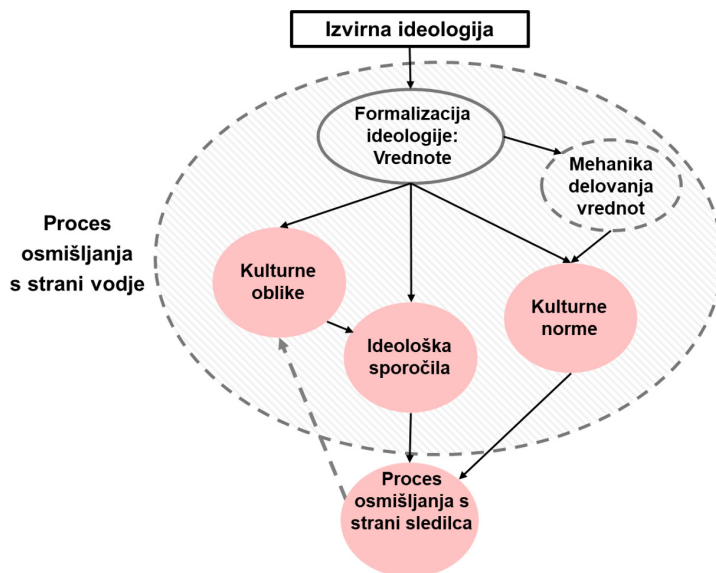 Izvirna ideologija
Formalizacija
ideologije:
Vrednote
Mehanika
delovanja
vrednot
Proces
osmišljanja
s strani vodje
Kulturne
oblike
Kulturne
norme
Ideološka
sporočila
Proces
osmišljanja s
strani sledilca